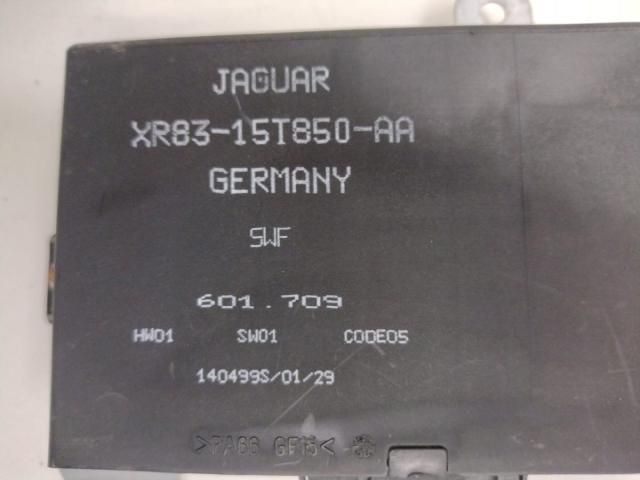 JAGUAR
XR83-15T850-AA
GERMANY
SWF
601.709
HW01 SW01 CODE05
140499S/01/29
>PA66 GF15<